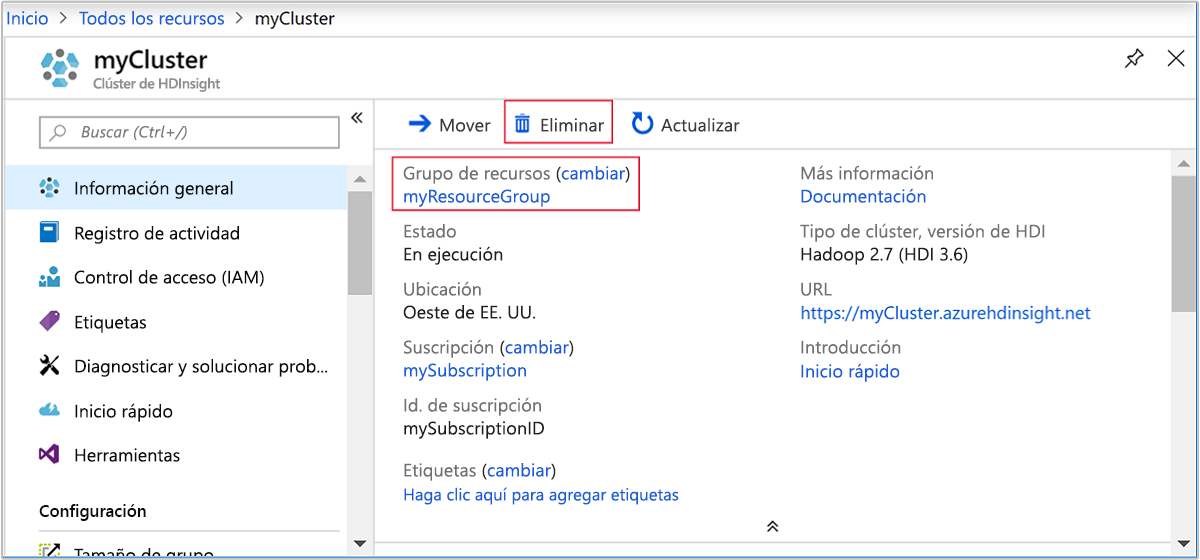 Inicio > Todos los recursos > myCluster
myCluster
Clúster de HDInsight
Buscar (Ctrl+/)
«
Información general
Registro de actividad
Control de acceso (IAM)
Etiquetas
Diagnosticar y solucionar prob...
Inicio rápido
Herramientas
Configuración
Tamaño de grupo
Mover
Eliminar
Actualizar
Grupo de recursos (cambiar)
myResourceGroup
Estado
En ejecución
Ubicación
Oeste de EE. UU.
Suscripción (cambiar)
mySubscription
Id. de suscripción
mySubscriptionID
Etiquetas (cambiar)
Haga clic aquí para agregar etiquetas
Más información
Documentación
Tipo de clúster, versión de HDI
Hadoop 2.7 (HDI 3.6)
URL
https://myCluster.azurehdinsight.net
Introducción
Inicio rápido